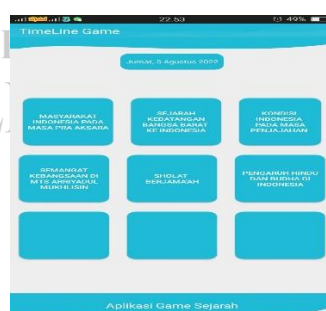 22.53
49%
TimeLine Game
Jumat, 5 Agustus 2022
MASYARAKAT
INDONESIA PADA
MASA PRA AKSARA
SEJARAH
KEDATANGAN
BANGSA BARAT
KE INDONESIA
KONDISI
INDONESIA
PADA MASA
PENJAJAHAN
SEMANGAT
KEBANGSAAN DI
MTS ARRIYADUL
MUKHLISIN
SHOLAT
BERJAMAAH
PENGARUH HINDU
DAN BUDHA DI
INDONESIA
Aplikasi Game Sejarah